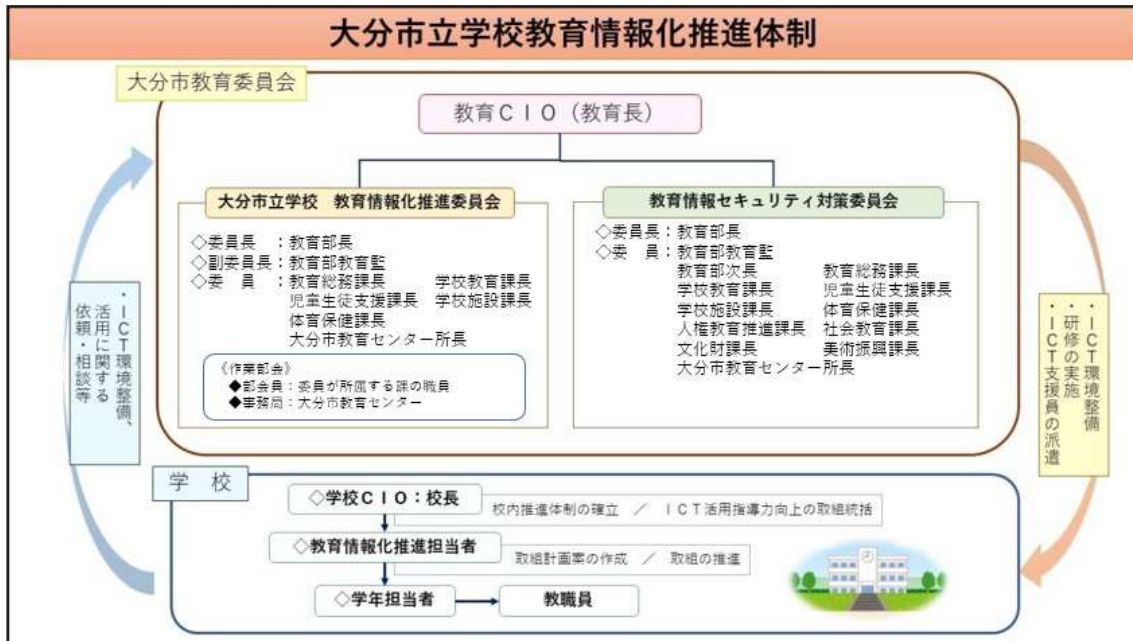 大分市立学校教育情報化推進体制
大分市教育委員会
教育CIO（教育長）
大分市立学校　教育情報化推進委員会
◇委員長　：教育部長
◇副委員長：教育部教育監
◇委　員　：教育総務課長　　学校教育課長
児童生徒支援課長　学校施設課長
体育保健課長
大分市教育センター所長
《作業部会》
◆部会員：委員が所属する課の職員
◆事務局：大分市教育センター
教育情報セキュリティ対策委員会
◇委員長：教育部長
◇委　員：教育部教育監
教育部次長　　教育総務課長
学校教育課長　　児童生徒支援課長
学校施設課長　　体育保健課長
人権教育推進課長　社会教育課長
文化財課長　　美術振興課長
大分市教育センター所長
・ICT環境整備、
活用に関する
依頼・相談等
・ICT環境整備
・研修の実施
・ICT支援員の派遣
学　校
◇学校CIO：校長
校内推進体制の確立　／　ICT活用指導力向上の取組統括
◇教育情報化推進担当者
取組計画案の作成　／　取組の推進
◇学年担当者
教職員